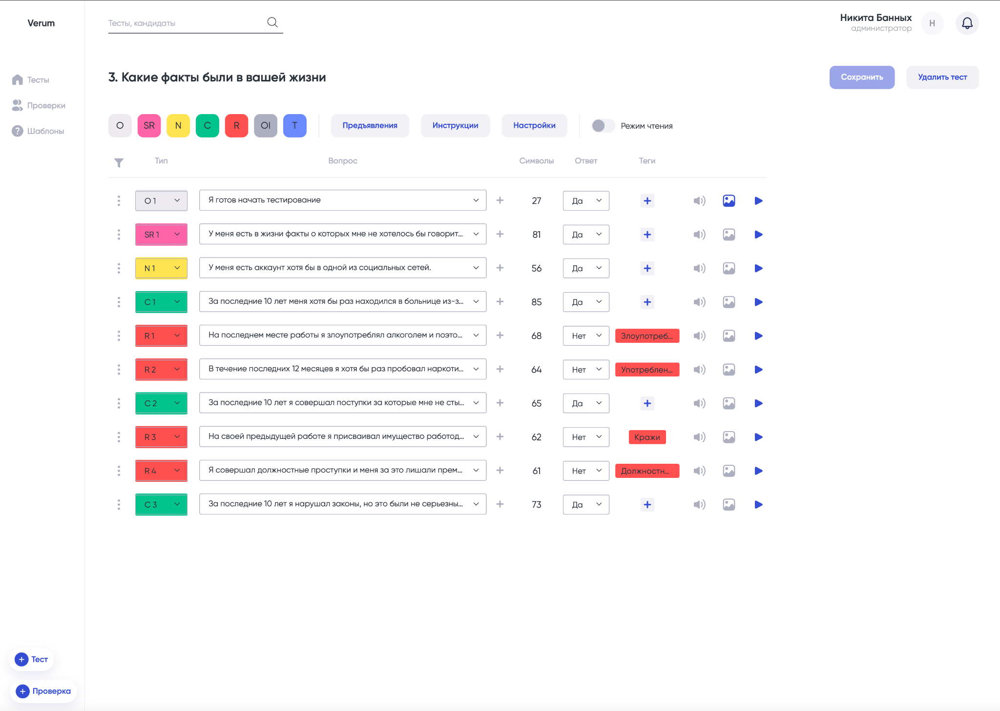 Verum
Тесты, кандидаты
Никита Банных
администратор
Н
Тесты
Проверки
Шаблоны
3. Какие факты были в вашей жизни
Сохранить
Удалить тест
O SR N C R OI T
Предъявления
Инструкции
Настройки
Режим чтения
Тип Вопрос Символы Ответ Теги
O 1 Я готов начать тестирование 27 Да
SR 1 У меня есть в жизни факты о которых мне не хотелось бы говорит... 81 Да
N 1 У меня есть аккаунт хотя бы в одной из социальных сетей. 56 Да
C 1 За последние 10 лет меня хотя бы раз находился в больнице из-з... 85 Да
R 1 На последнем месте работы я злоупотреблял алкоголем и поэто... 68 Нет Злоупотреб...
R 2 В течение последних 12 месяцев я хотя бы раз пробовал наркоти... 64 Нет Употреблен...
C 2 За последние 10 лет я совершал поступки за которые мне не сты... 65 Да
R 3 На своей предыдущей работе я присваивал имущество работод... 62 Нет Кражи
R 4 Я совершал должностные проступки и меня за это лишали прем... 61 Нет Должностн...
C 3 За последние 10 лет я нарушал законы, но это были не серьезны... 73 Да
Тест
Проверка